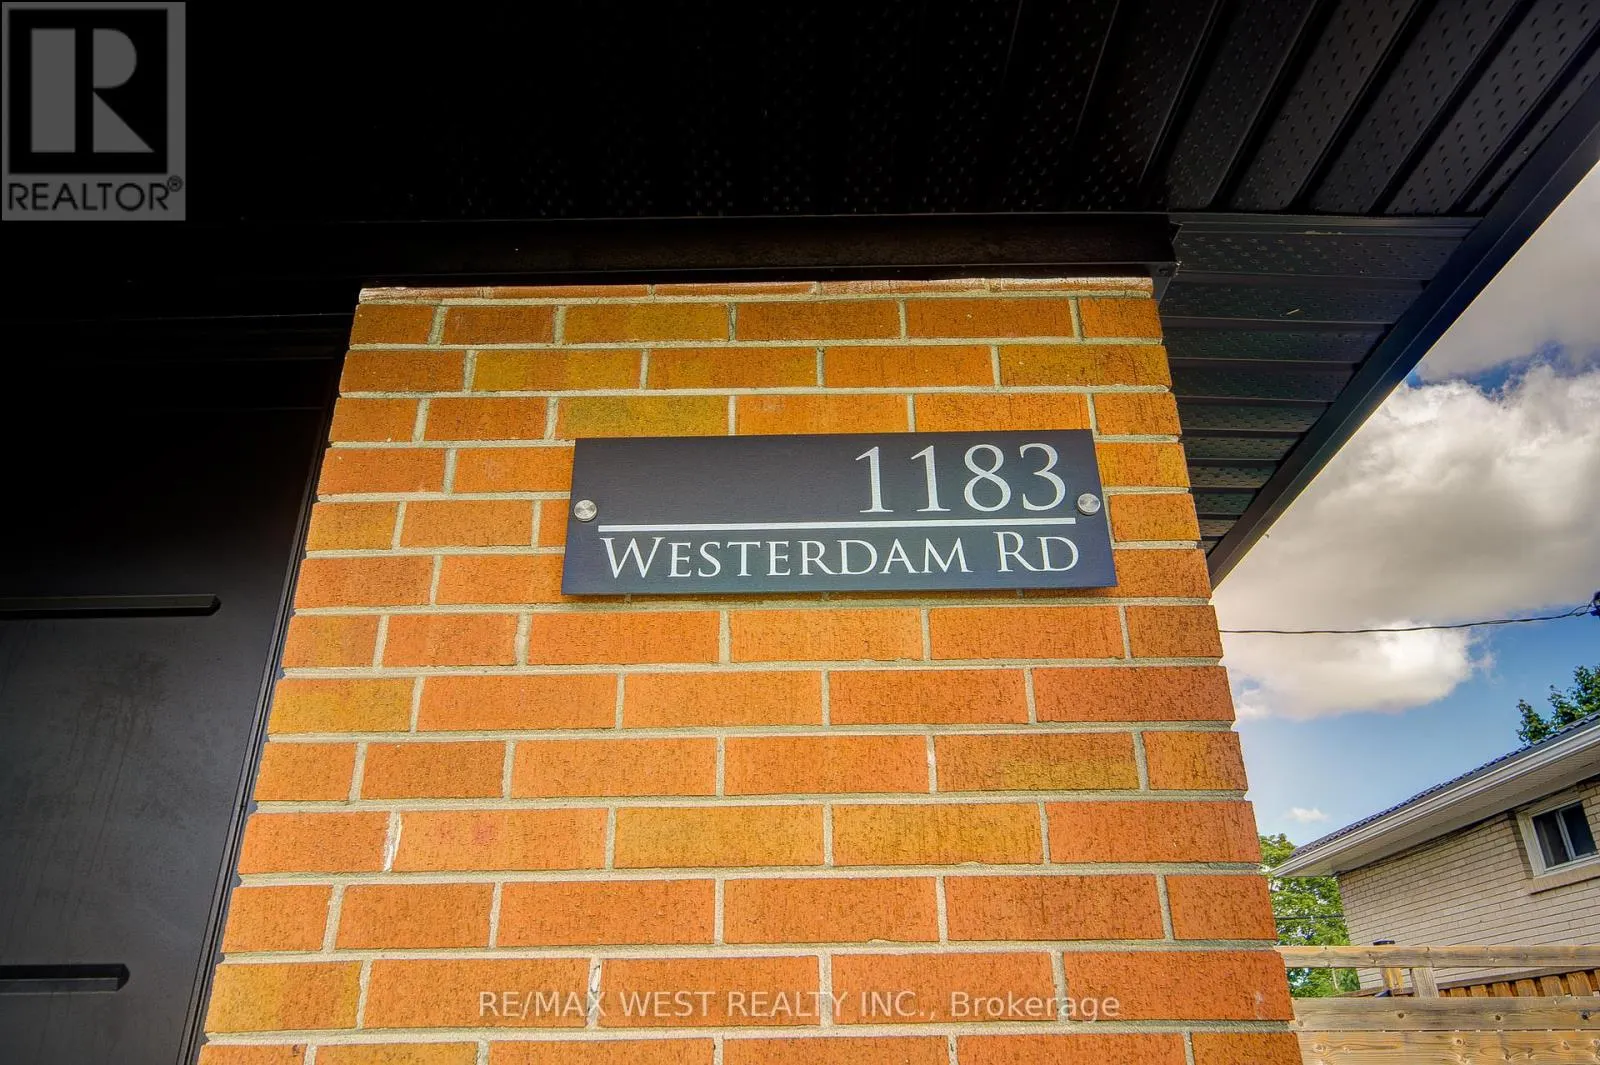 REALTOR®
1183
WESTERDAM RD
RE/MAX WEST REALTY INC., Brokerage